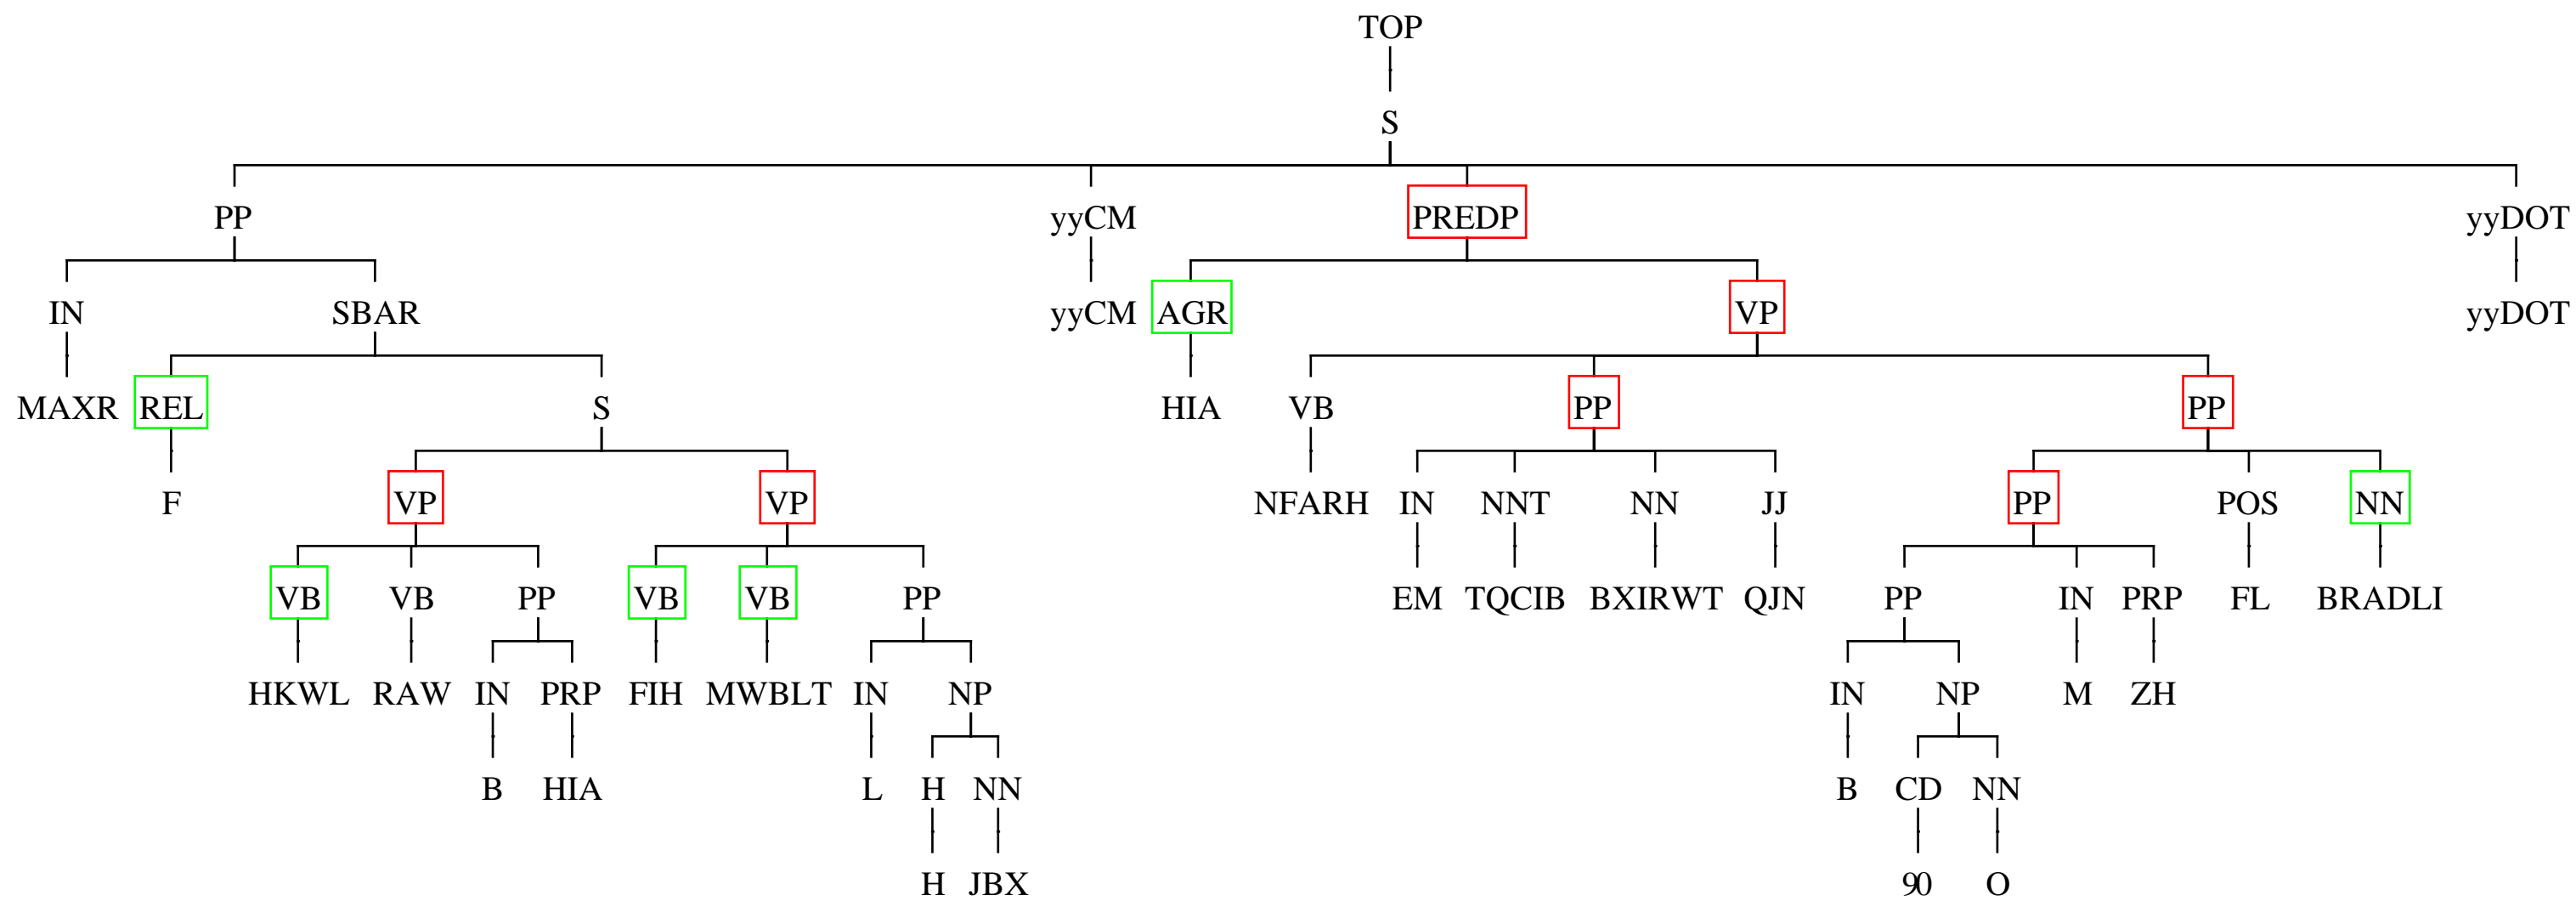 TOP
S
PP yyCM PREDP yyDOT
IN SBAR yyCM AGR VP yyDOT
MAXR REL S HIA VB PP PP
F VP VP NFARH IN NNT NN JJ PP POS NN
VB VB PP VB VB PP EM TQCIB BXIRWT QJN PP IN PRP FL BRADLI
HKWL RAW IN PRP FIH MWBLT IN NP IN NP M ZH
B HIA L H NN B CD NN
H JBX 90 O